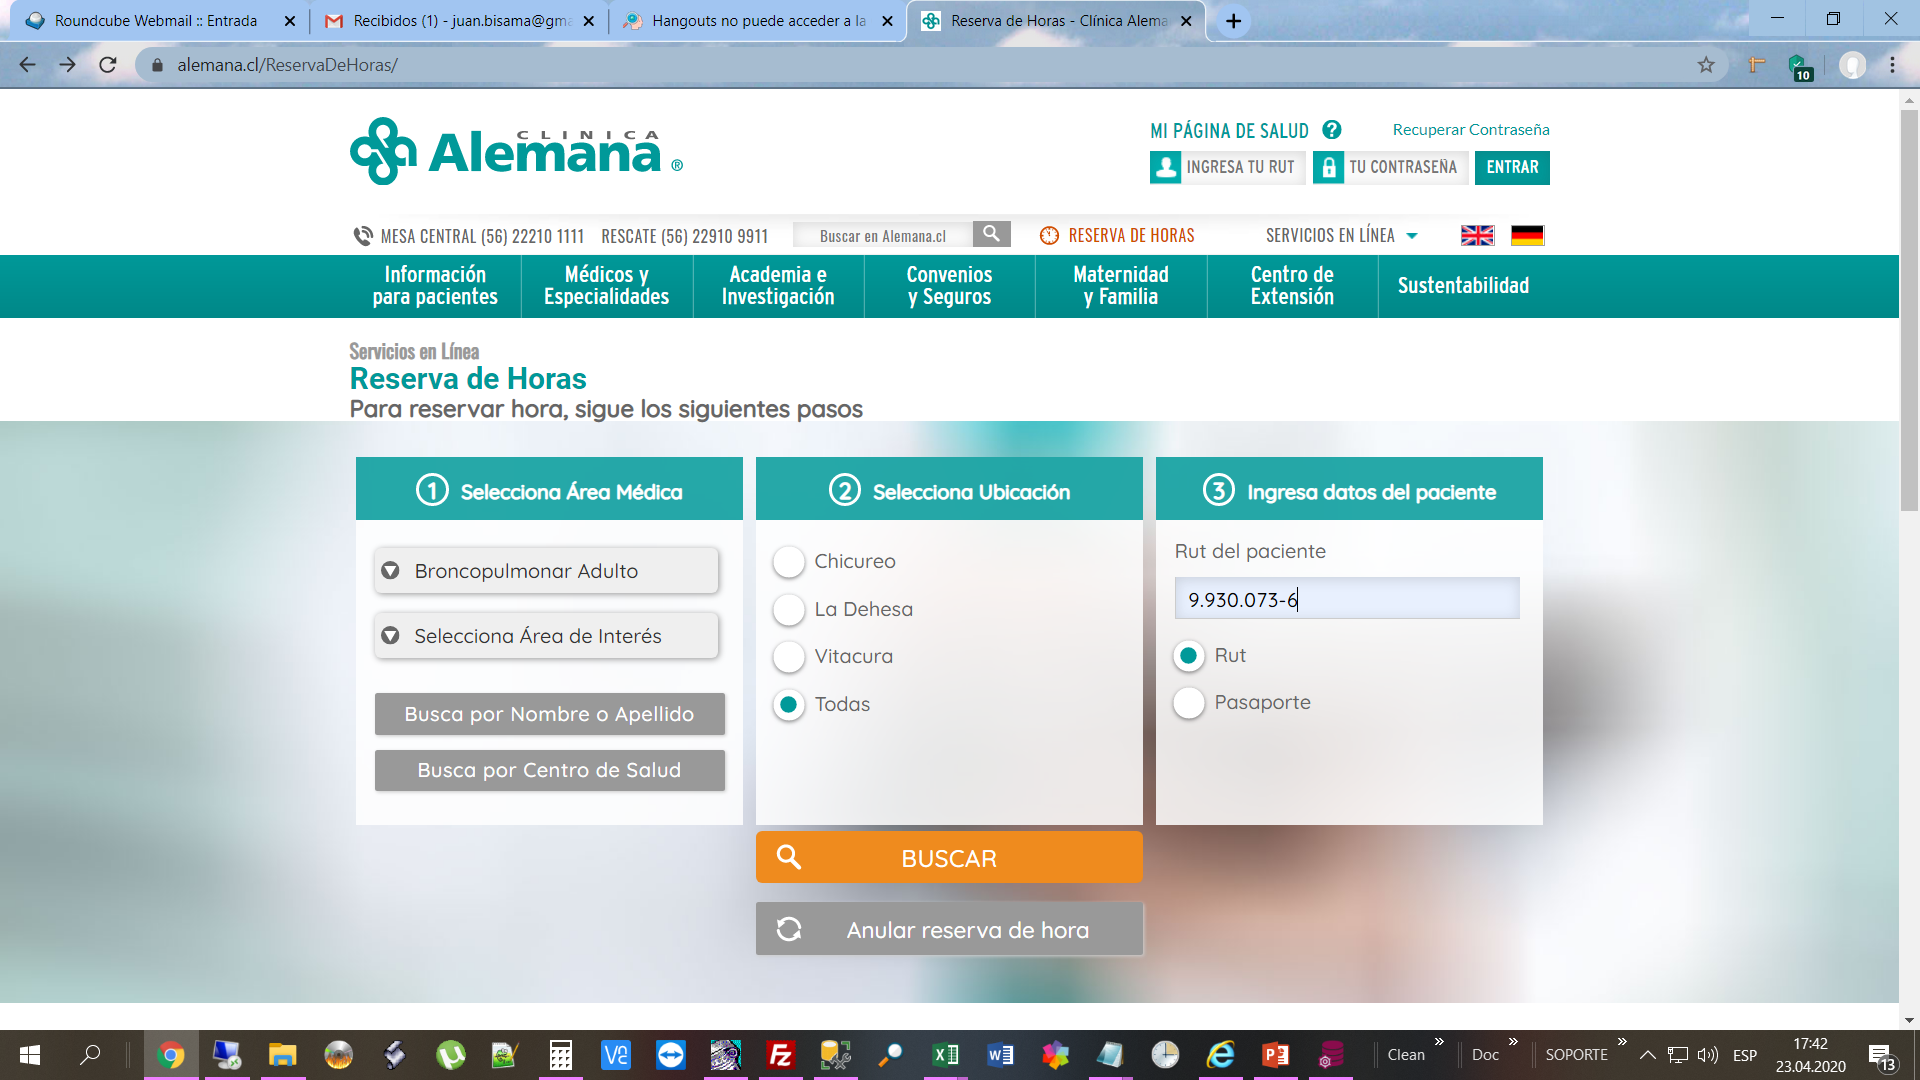 Roundcube Webmail :: Entrada
Recibidos (1) - juan.bisama@gma
Hangouts no puede acceder a la
Reserva de Horas - Clínica Alema
alemana.cl/ReservaDeHoras/
10
CLINICA
Alemana ®
MI PÁGINA DE SALUD ?
Recuperar Contraseña
INGRESA TU RUT
TU CONTRASEÑA
ENTRAR
MESA CENTRAL (56) 22210 1111
RESCATE (56) 22910 9911
Buscar en Alemana.cl
RESERVA DE HORAS
SERVICIOS EN LÍNEA
Información
para pacientes
Médicos y
Especialidades
Academia e
Investigación
Convenios
y Seguros
Maternidad
y Familia
Centro de
Extensión
Sustentabilidad
Servicios en Línea
Reserva de Horas
Para reservar hora, sigue los siguientes pasos
1 Selecciona Área Médica
Broncopulmonar Adulto
Selecciona Área de Interés
Busca por Nombre o Apellido
Busca por Centro de Salud
2 Selecciona Ubicación
Chicureo
La Dehesa
Vitacura
Todas
3 Ingresa datos del paciente
Rut del paciente
9.930.073-6
Rut
Pasaporte
BUSCAR
Anular reserva de hora
Clean
Doc
SOPORTE
ESP
17:42
23.04.2020
13